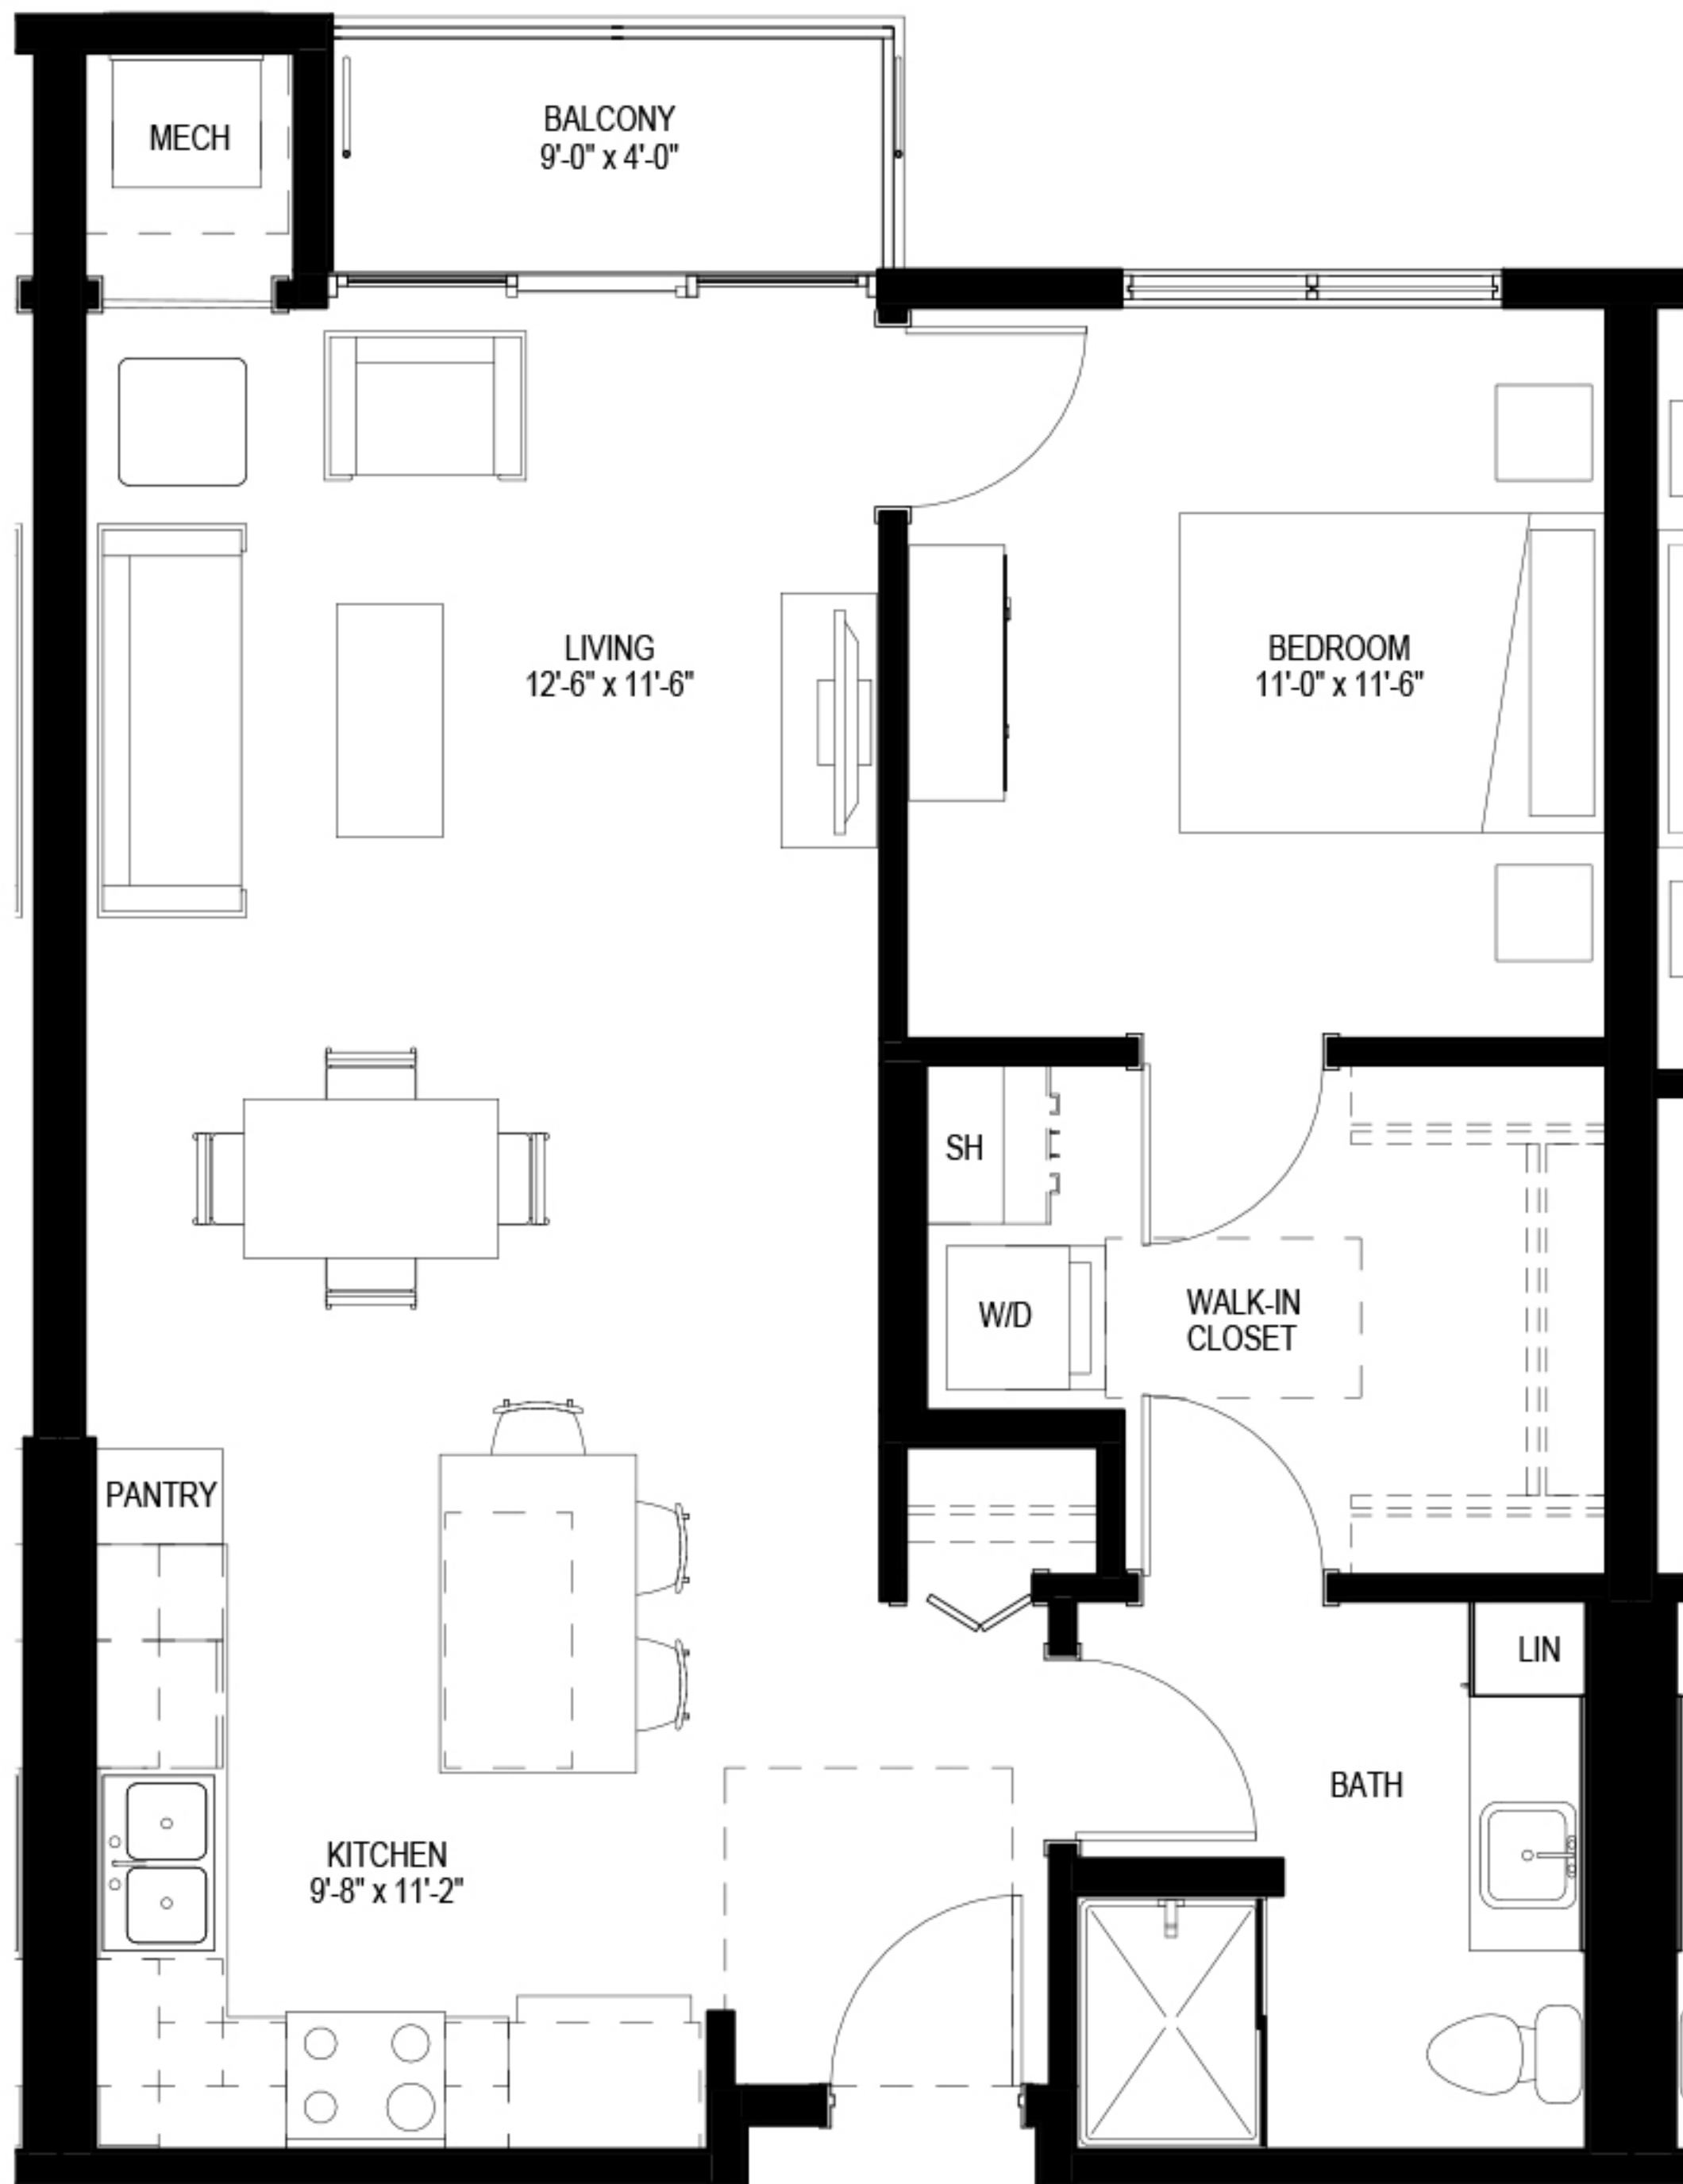 MECH
BALCONY
9'-0" x 4'-0"
LIVING
12'-6" x 11'-6"
BEDROOM
11'-0" x 11'-6"
SH
W/D
WALK-IN
CLOSET
PANTRY
LIN
BATH
KITCHEN
9'-8" x 11'-2"